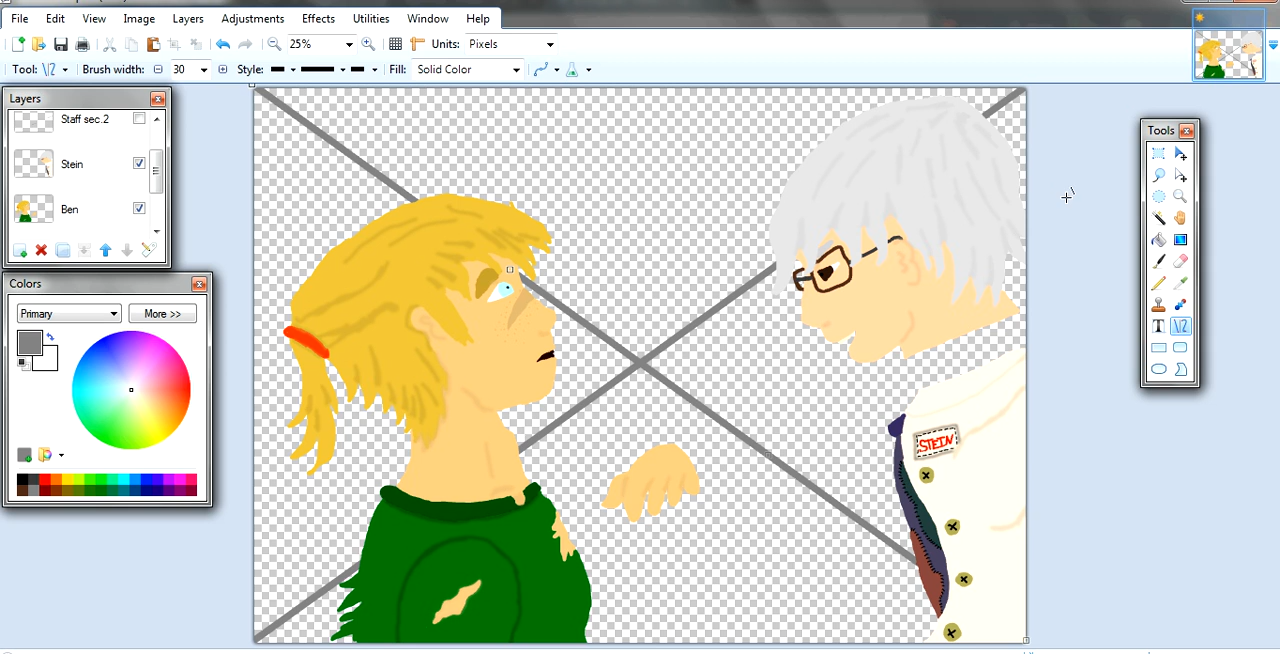 File Edit View Image Layers Adjustments Effects Utilities Window Help
25% Units: Pixels
Tool: Brush width: 30 Style: Fill: Solid Color
Layers
Staff sec.2
Stein
Ben
Colors
Primary More >>
Tools
STEIN